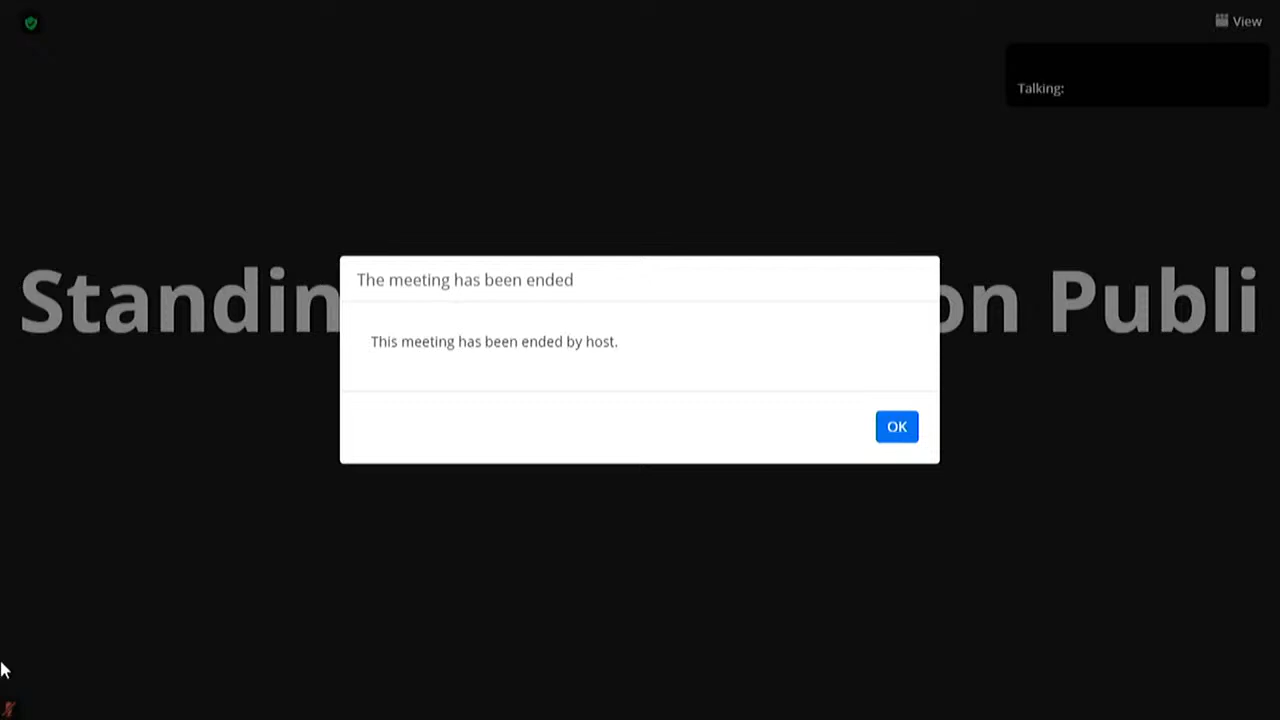 View
Talking:
The meeting has been ended
Standin on Publi
This meeting has been ended by host.
OK